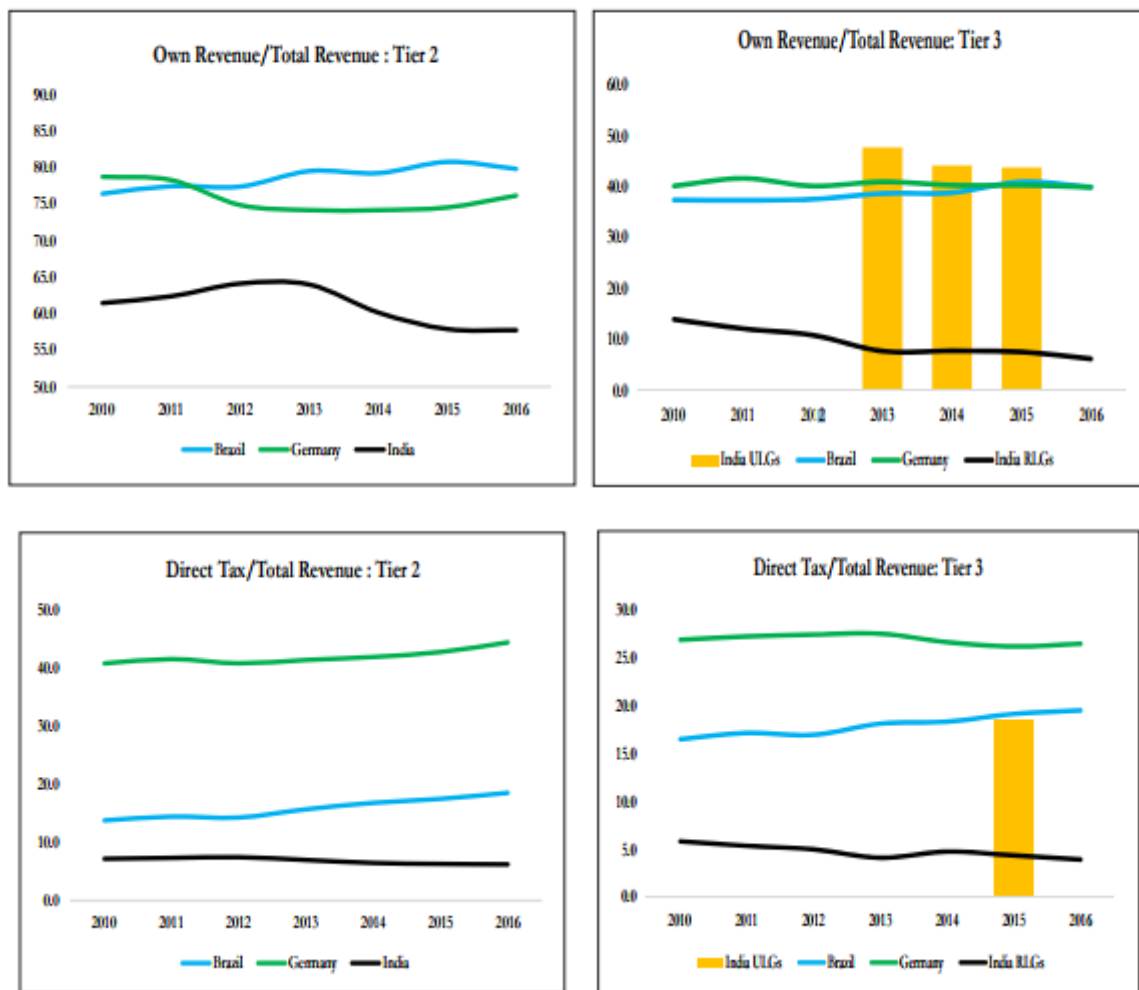 Own Revenue/Total Revenue : Tier 2
90.0
85.0
80.0
75.0
70.0
65.0
60.0
55.0
50.0
2010 2011 2012 2013 2014 2015 2016
Brazil Germany India
Own Revenue/Total Revenue: Tier 3
60.0
50.0
40.0
30.0
20.0
10.0
0.0
2010 2011 2012 2013 2014 2015 2016
India ULGs Brazil Germany India RLGs
Direct Tax/Total Revenue : Tier 2
50.0
40.0
30.0
20.0
10.0
0.0
2010 2011 2012 2013 2014 2015 2016
Brazil Germany India
Direct Tax/Total Revenue: Tier 3
30.0
25.0
20.0
15.0
10.0
5.0
0.0
2010 2011 2012 2013 2014 2015 2016
India ULGs Brazil Germany India RLGs